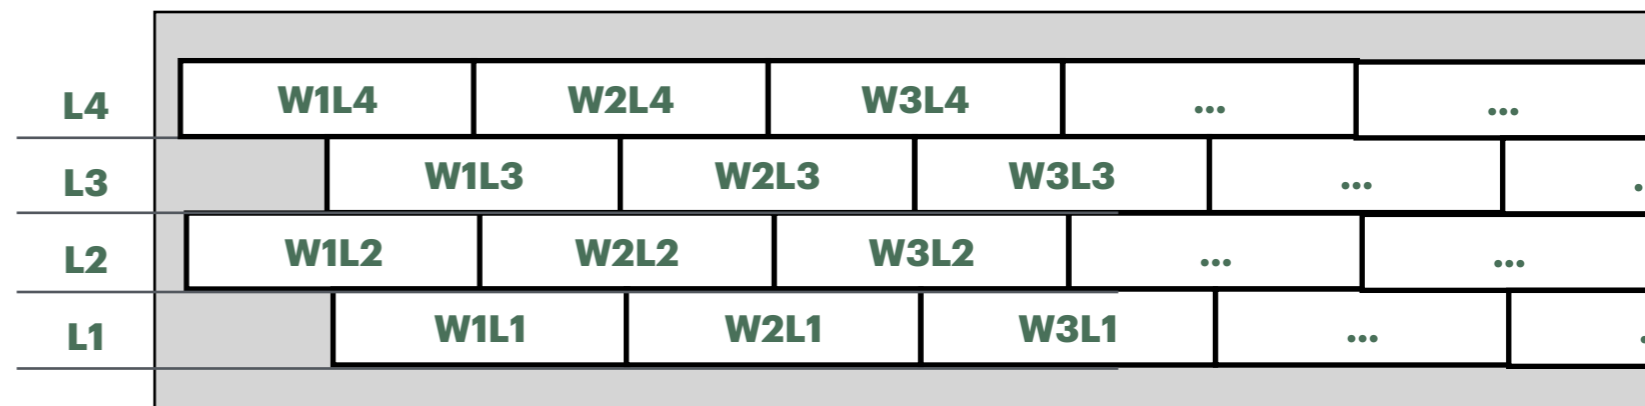 L4 W1L4 W2L4 W3L4 ... ...
L3 W1L3 W2L3 W3L3 ... .
L2 W1L2 W2L2 W3L2 ... ...
L1 W1L1 W2L1 W3L1 ... .